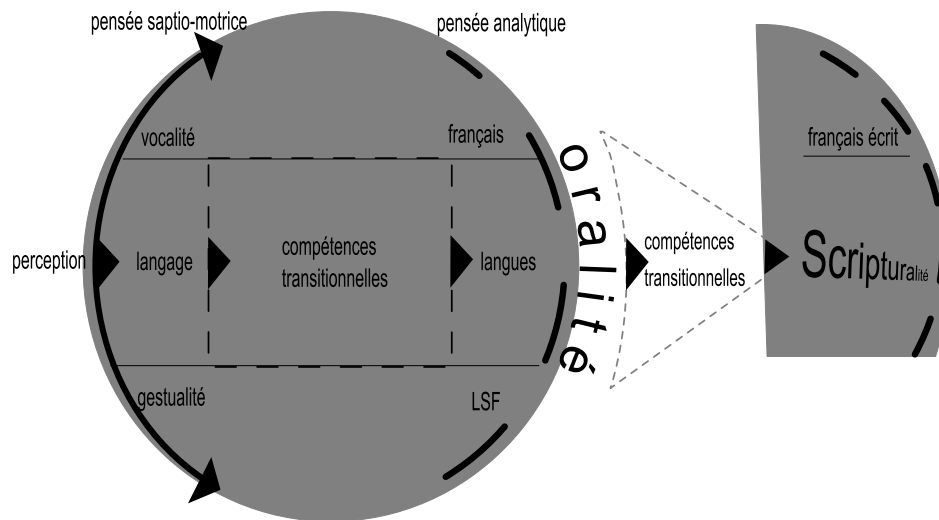 pensée saptio-motrice
pensée analytique
vocalité
français
français écrit
perception
langage
compétences
transitionnelles
langues
oralité
compétences
transitionnelles
Scripturalité
gestualité
LSF